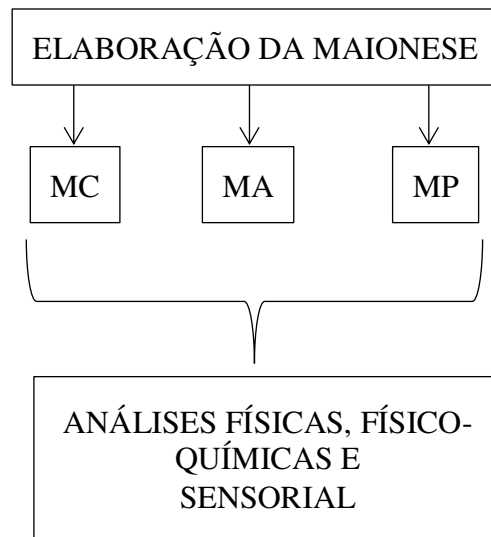 ELABORAÇÃO DA MAIONESE
MC MA MP
ANÁLISES FÍSICAS, FÍSICO-
QUÍMICAS E
SENSORIAL